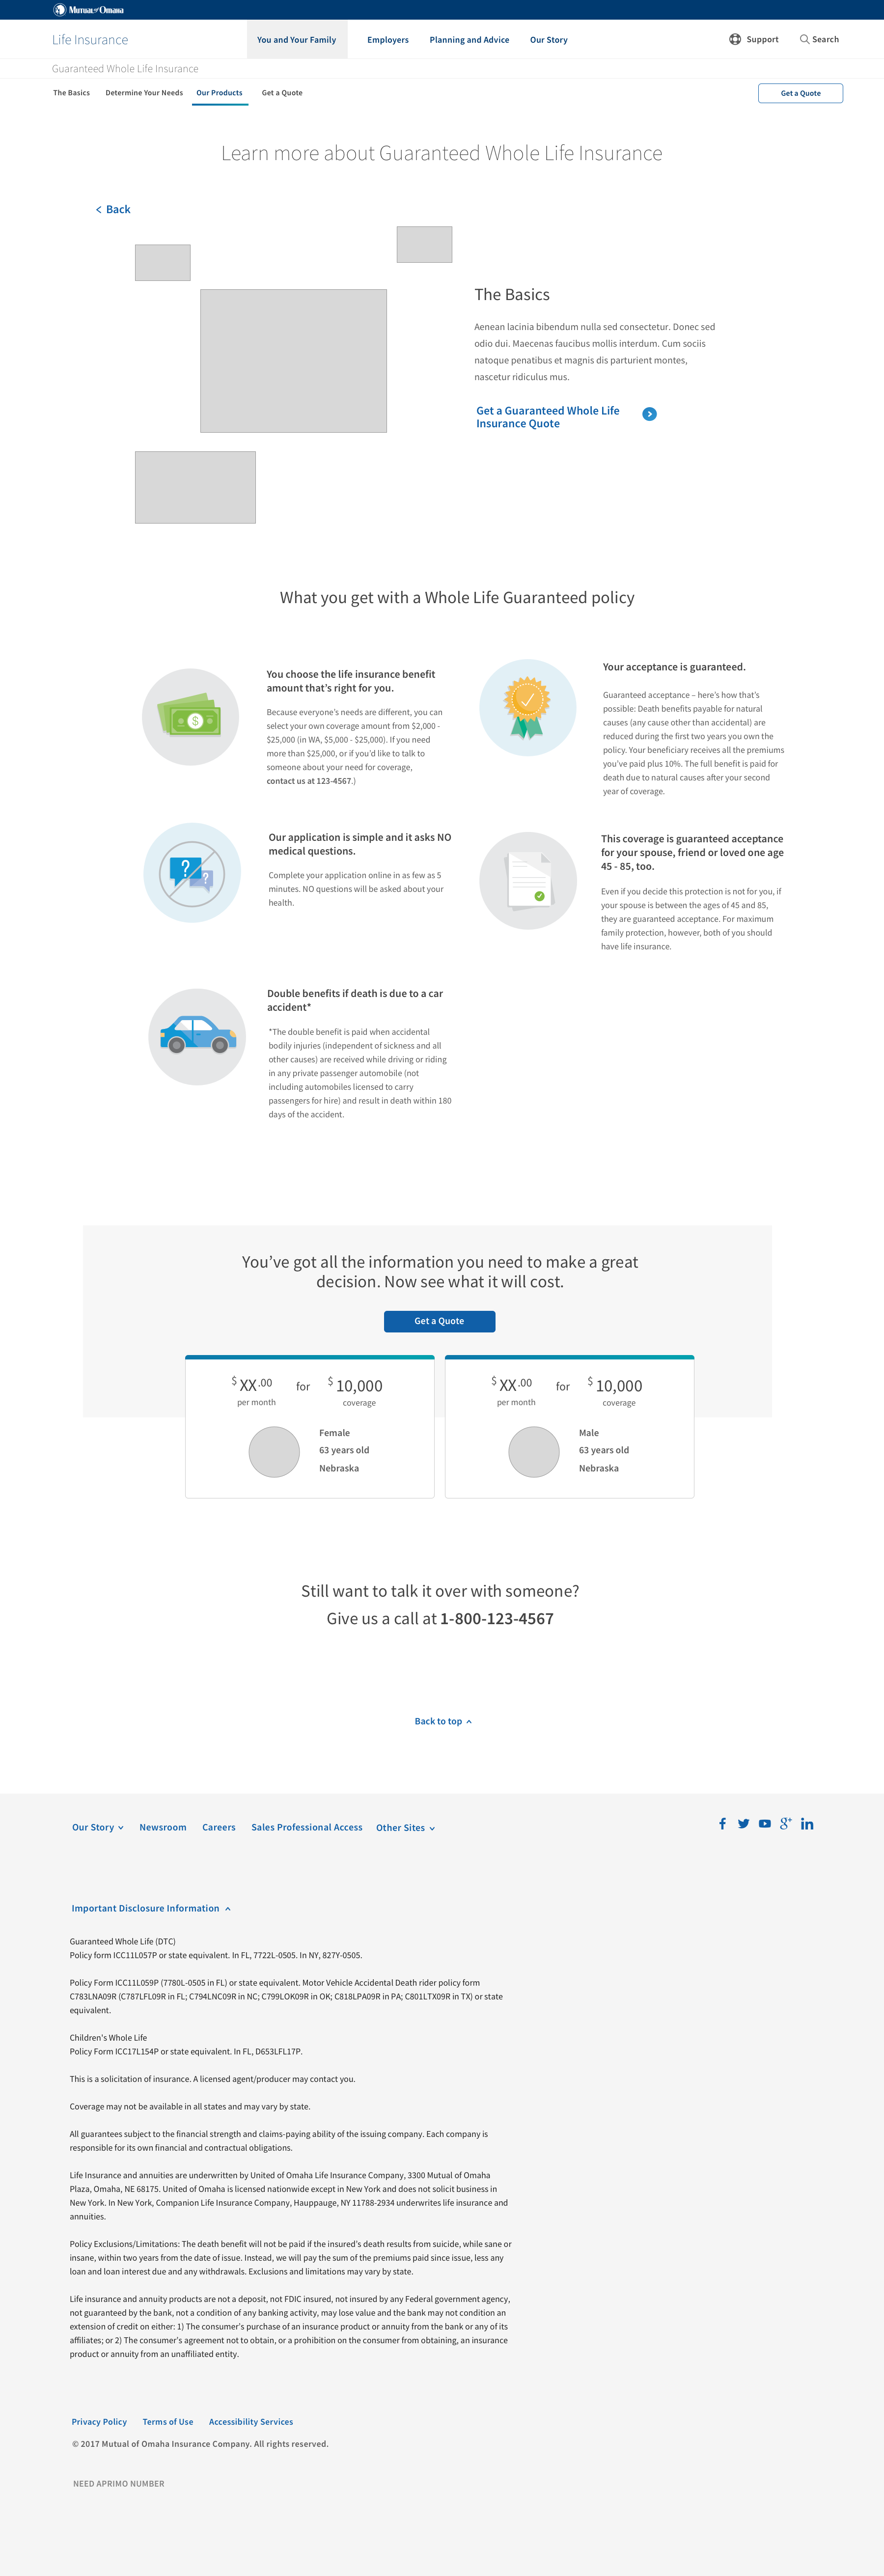 Mutual of Omaha
Life Insurance
You and Your Family
Employers
Planning and Advice
Our Story
Support
Search
Guaranteed Whole Life Insurance
The Basics
Determine Your Needs
Our Products
Get a Quote
Get a Quote
Learn more about Guaranteed Whole Life Insurance
< Back
The Basics
Aenean lacinia bibendum nulla sed consectetur. Donec sed
odio dui. Maecenas faucibus mollis interdum. Cum sociis
natoque penatibus et magnis dis parturient montes,
nascetur ridiculus mus.
Get a Guaranteed Whole Life
Insurance Quote
What you get with a Whole Life Guaranteed policy
$
You choose the life insurance benefit
amount that's right for you.
Because everyone's needs are different, you can
select your own coverage amount from $2,000 -
$25,000 (in WA, $5,000 - $25,000). If you need
more than $25,000, or if you'd like to talk to
someone about your need for coverage,
contact us at 123-4567.)
Your acceptance is guaranteed.
Guaranteed acceptance – here's how that's
possible: Death benefits payable for natural
causes (any cause other than accidental) are
reduced during the first two years you own the
policy. Your beneficiary receives all the premiums
you've paid plus 10%. The full benefit is paid for
death due to natural causes after your second
year of coverage.
? ?
Our application is simple and it asks NO
medical questions.
Complete your application online in as few as 5
minutes. NO questions will be asked about your
health.
This coverage is guaranteed acceptance
for your spouse, friend or loved one age
45 - 85, too.
Even if you decide this protection is not for you, if
your spouse is between the ages of 45 and 85,
they are guaranteed acceptance. For maximum
family protection, however, both of you should
have life insurance.
Double benefits if death is due to a car
accident*
*The double benefit is paid when accidental
bodily injuries (independent of sickness and all
other causes) are received while driving or riding
in any private passenger automobile (not
including automobiles licensed to carry
passengers for hire) and result in death within 180
days of the accident.
You've got all the information you need to make a great
decision. Now see what it will cost.
Get a Quote
$ XX.00 for $ 10,000
per month coverage
Female
63 years old
Nebraska
$ XX.00 for $ 10,000
per month coverage
Male
63 years old
Nebraska
Still want to talk it over with someone?
Give us a call at 1-800-123-4567
Back to top
Our Story
Newsroom
Careers
Sales Professional Access
Other Sites
Important Disclosure Information
Guaranteed Whole Life (DTC)
Policy form ICC11L057P or state equivalent. In FL, 7722L-0505. In NY, 827Y-0505.
Policy Form ICC11L059P (7780L-0505 in FL) or state equivalent. Motor Vehicle Accidental Death rider policy form
C783LNA09R (C787LFL09R in FL; C794LNC09R in NC; C799LOK09R in OK; C818LPA09R in PA; C801LTX09R in TX) or state
equivalent.
Children's Whole Life
Policy Form ICC17L154P or state equivalent. In FL, D653LFL17P.
This is a solicitation of insurance. A licensed agent/producer may contact you.
Coverage may not be available in all states and may vary by state.
All guarantees subject to the financial strength and claims-paying ability of the issuing company. Each company is
responsible for its own financial and contractual obligations.
Life Insurance and annuities are underwritten by United of Omaha Life Insurance Company, 3300 Mutual of Omaha
Plaza, Omaha, NE 68175. United of Omaha is licensed nationwide except in New York and does not solicit business in
New York. In New York, Companion Life Insurance Company, Hauppauge, NY 11788-2934 underwrites life insurance and
annuities.
Policy Exclusions/Limitations: The death benefit will not be paid if the insured's death results from suicide, while sane or
insane, within two years from the date of issue. Instead, we will pay the sum of the premiums paid since issue, less any
loan and loan interest due and any withdrawals. Exclusions and limitations may vary by state.
Life insurance and annuity products are not a deposit, not FDIC insured, not insured by any Federal government agency,
not guaranteed by the bank, not a condition of any banking activity, may lose value and the bank may not condition an
extension of credit on either: 1) The consumer's purchase of an insurance product or annuity from the bank or any of its
affiliates; or 2) The consumer's agreement not to obtain, or a prohibition on the consumer from obtaining, an insurance
product or annuity from an unaffiliated entity.
Privacy Policy
Terms of Use
Accessibility Services
© 2017 Mutual of Omaha Insurance Company. All rights reserved.
NEED APRIMO NUMBER